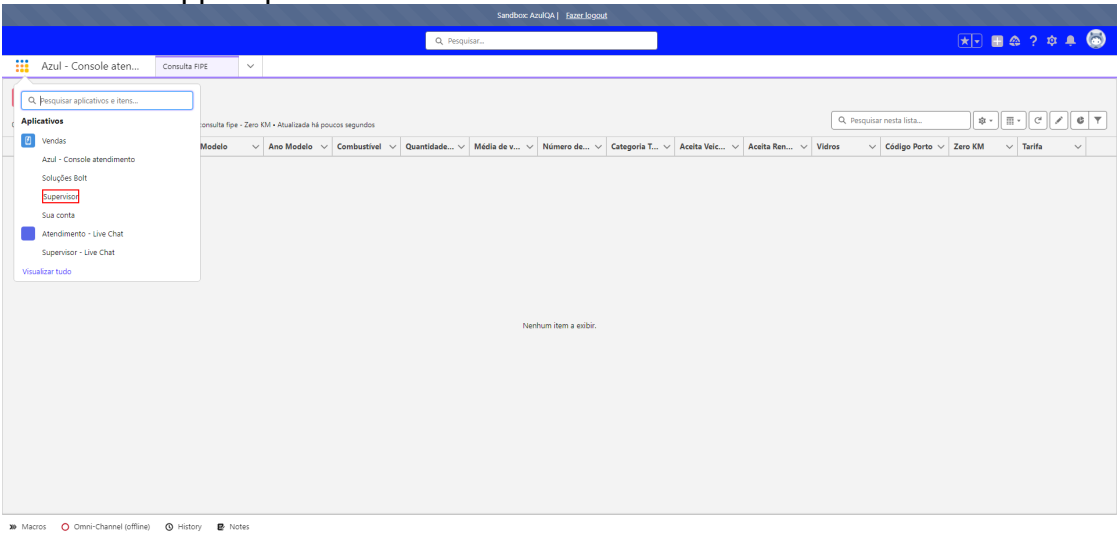 Sandbox: AzulQA | Fazer logout
Pesquisar...
Azul - Console aten...
Consulta FIPE
Pesquisar aplicativos e itens...
Aplicativos
Vendas
Azul - Console atendimento
Soluções Bolt
Supervisor
Sua conta
Atendimento - Live Chat
Supervisor - Live Chat
Visualizar tudo
consulta fipe - Zero KM • Atualizada há poucos segundos
Pesquisar nesta lista...
Modelo Ano Modelo Combustível Quantidade... Média de v... Número de... Categoria T... Aceita Veic... Aceita Ren... Vidros Código Porto Zero KM Tarifa
Nenhum item a exibir.
Macros Omni-Channel (offline) History Notes